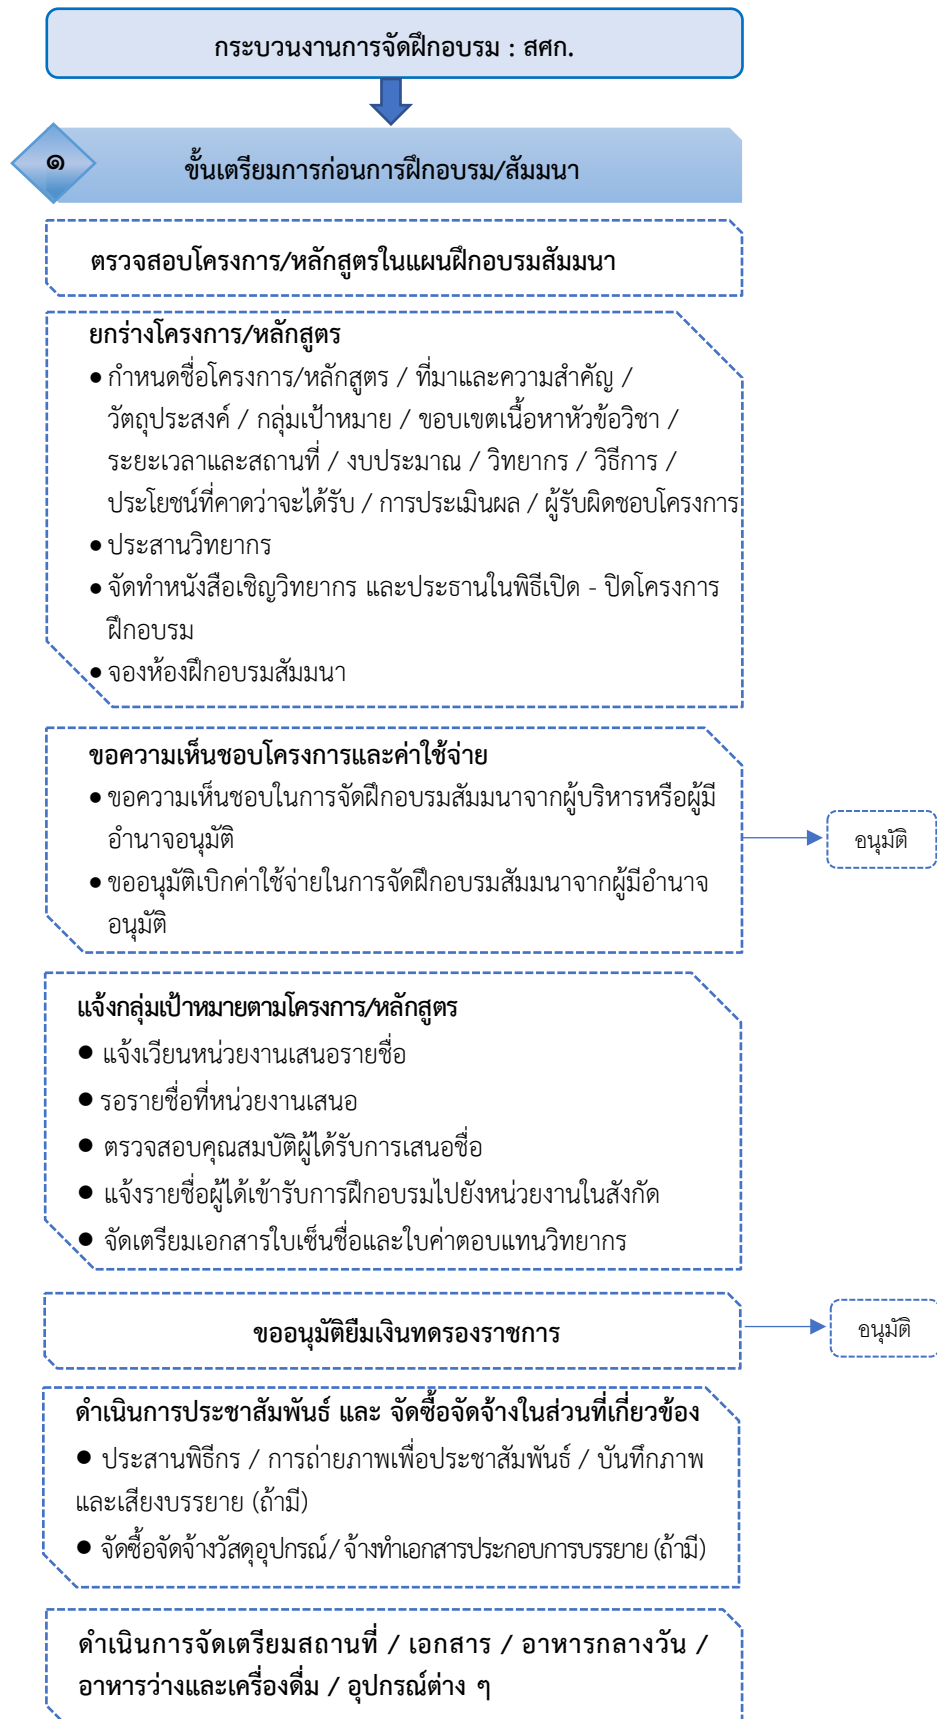 กระบวนงานการจัดฝึกอบรม : สศก.
๑
ขั้นเตรียมการก่อนการฝึกอบรม/สัมมนา
ตรวจสอบโครงการ/หลักสูตรในแผนฝึกอบรมสัมมนา
ยกร่างโครงการ/หลักสูตร
● กำหนดชื่อโครงการ/หลักสูตร / ที่มาและความสำคัญ /
วัตถุประสงค์ / กลุ่มเป้าหมาย / ขอบเขตเนื้อหาหัวข้อวิชา /
ระยะเวลาและสถานที่ / งบประมาณ / วิทยากร / วิธีการ /
ประโยชน์ที่คาดว่าจะได้รับ / การประเมินผล / ผู้รับผิดชอบโครงการ
● ประสานวิทยากร
● จัดทำหนังสือเชิญวิทยากร และประธานในพิธีเปิด - ปิดโครงการ
ฝึกอบรม
● จองห้องฝึกอบรมสัมมนา
ขอความเห็นชอบโครงการและค่าใช้จ่าย
● ขอความเห็นชอบในการจัดฝึกอบรมสัมมนาจากผู้บริหารหรือผู้มี
อำนาจอนุมัติ
● ขออนุมัติเบิกค่าใช้จ่ายในการจัดฝึกอบรมสัมมนาจากผู้มีอำนาจ
อนุมัติ
อนุมัติ
แจ้งกลุ่มเป้าหมายตามโครงการ/หลักสูตร
● แจ้งเวียนหน่วยงานเสนอรายชื่อ
● รอรายชื่อที่หน่วยงานเสนอ
● ตรวจสอบคุณสมบัติผู้ได้รับการเสนอชื่อ
● แจ้งรายชื่อผู้ได้เข้ารับการฝึกอบรมไปยังหน่วยงานในสังกัด
● จัดเตรียมเอกสารใบเซ็นชื่อและใบค่าตอบแทนวิทยากร
ขออนุมัติยืมเงินทดรองราชการ
อนุมัติ
ดำเนินการประชาสัมพันธ์ และ จัดซื้อจัดจ้างในส่วนที่เกี่ยวข้อง
● ประสานพิธีกร / การถ่ายภาพเพื่อประชาสัมพันธ์ / บันทึกภาพ
และเสียงบรรยาย (ถ้ามี)
● จัดซื้อจัดจ้างวัสดุอุปกรณ์ / จ้างทำเอกสารประกอบการบรรยาย (ถ้ามี)
ดำเนินการจัดเตรียมสถานที่ / เอกสาร / อาหารกลางวัน /
อาหารว่างและเครื่องดื่ม / อุปกรณ์ต่าง ๆ